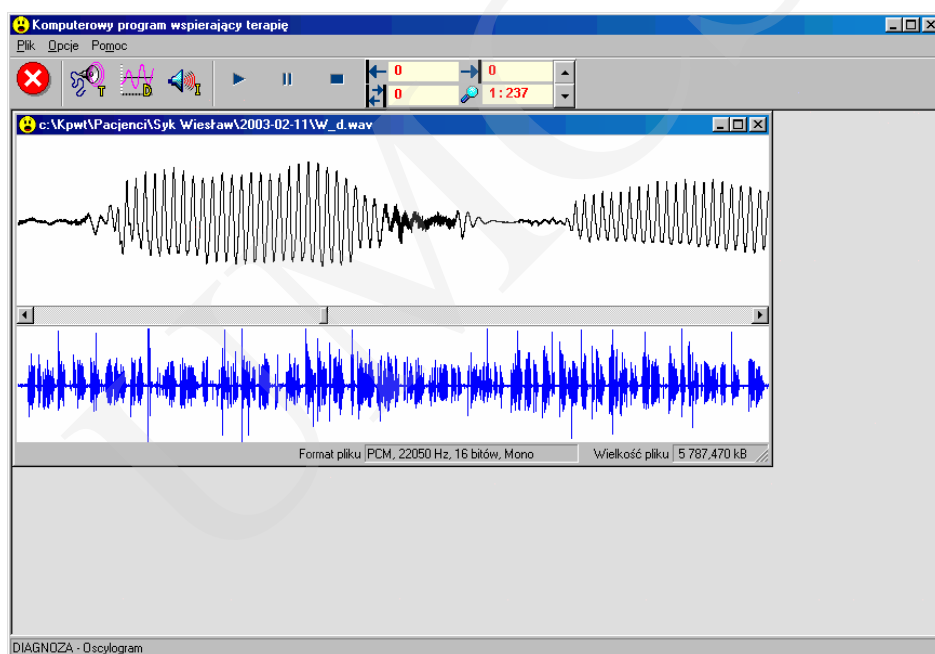 Komputerowy program wspierający terapię
Plik Opcje Pomoc
T D I 0 0
0 1:237
c:\Kpwt\Pacjenci\Syk Wiesław\2003-02-11\W_d.wav
Format pliku PCM, 22050 Hz, 16 bitów, Mono Wielkość pliku 5 787,470 kB
DIAGNOZA - Oscylogram
UMCS